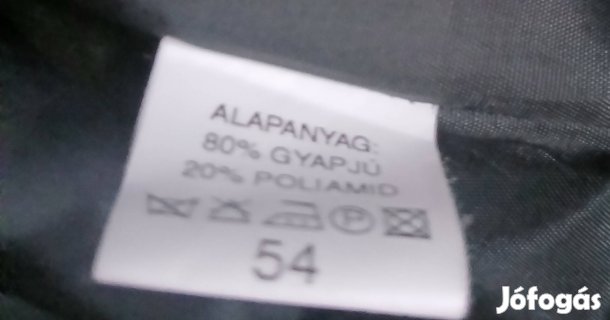 ALAPANYAG:
80% GYAPJÚ
20% POLIAMID
P
54
Jófogás